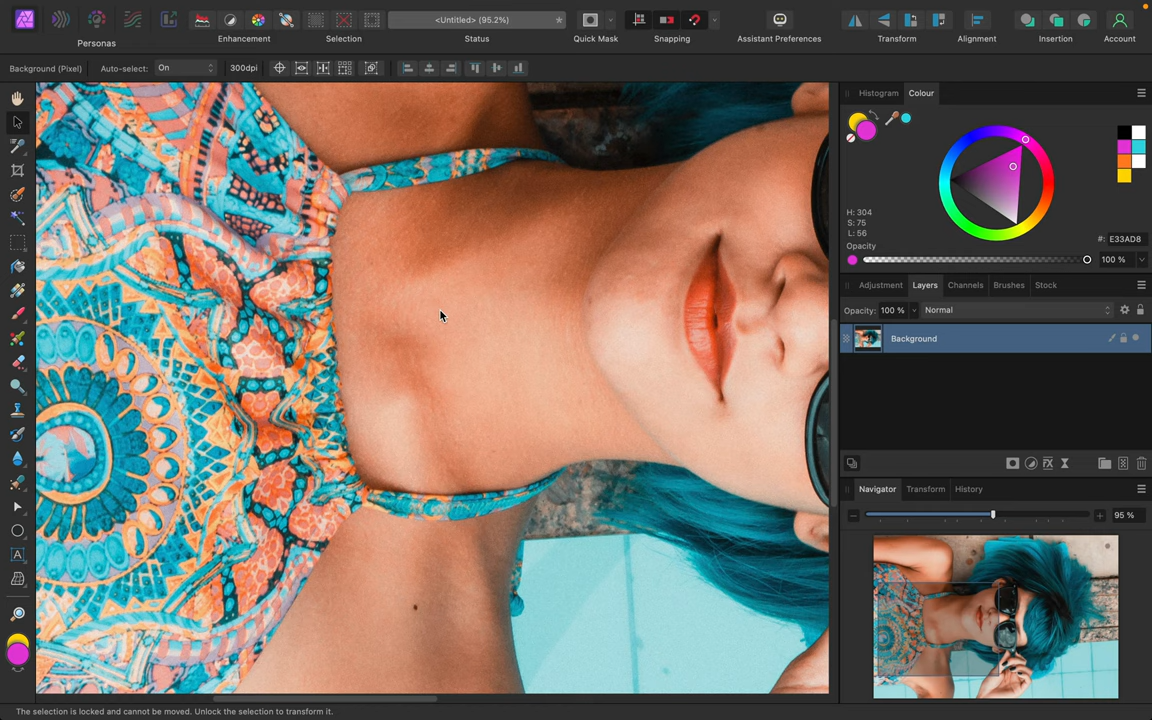 <Untitled> (95.2%)
Personas
Enhancement
Selection
Status
Quick Mask
Snapping
Assistant Preferences
Transform
Alignment
Insertion
Account
Background (Pixel)
Auto-select:
On
300dpi
Histogram
Colour
H: 304
S: 75
L: 56
#:
E33AD8
Opacity
100 %
Adjustment
Layers
Channels
Brushes
Stock
Opacity:
100 %
Normal
Background
Navigator
Transform
History
95 %
A
The selection is locked and cannot be moved. Unlock the selection to transform it.